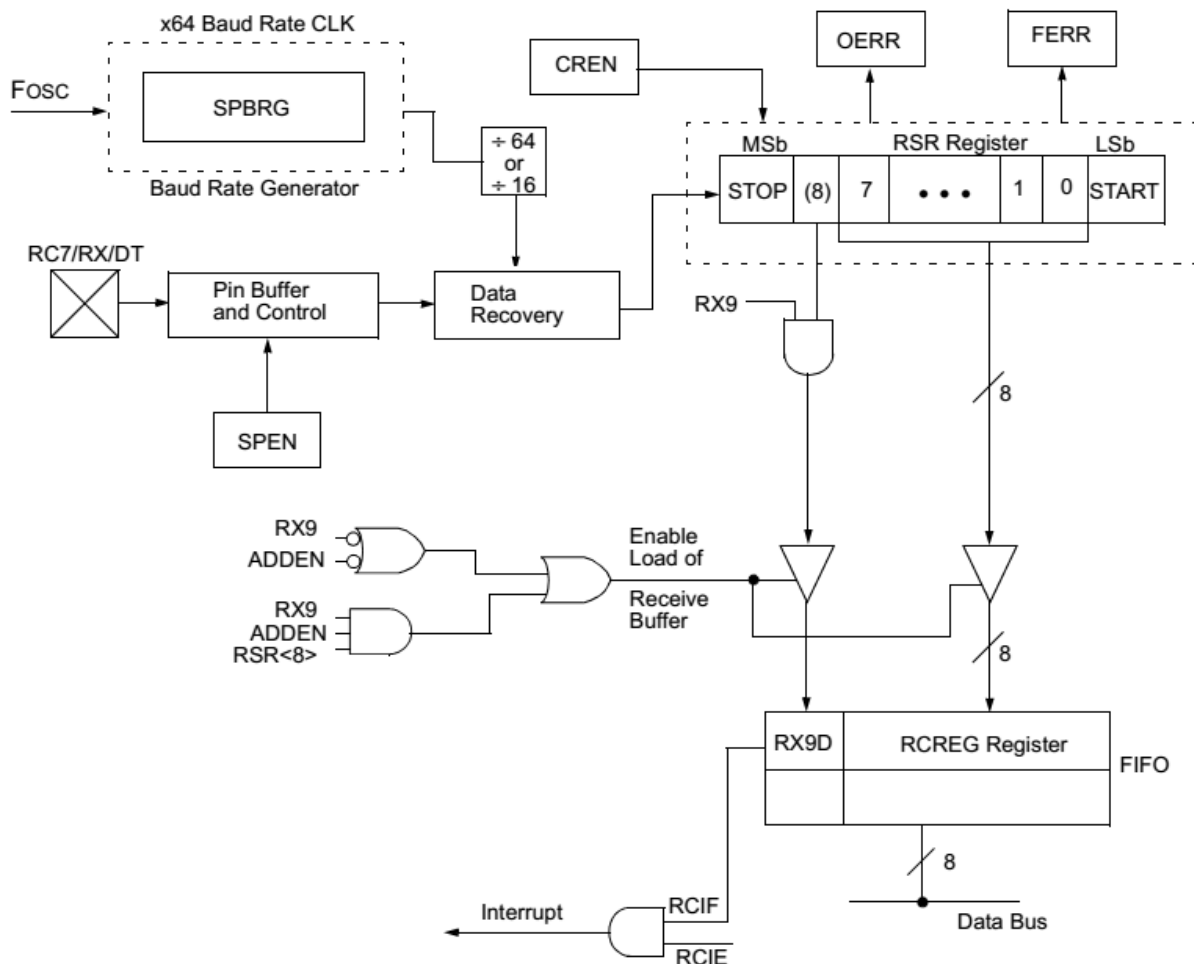 x64 Baud Rate CLK
FOSC
SPBRG
Baud Rate Generator
÷ 64
or
÷ 16
CREN
OERR
FERR
MSb
RSR Register
LSb
STOP
(8)
7
• • •
1
0
START
RC7/RX/DT
Pin Buffer
and Control
Data
Recovery
SPEN
RX9
8
RX9
ADDEN
RX9
ADDEN
RSR<8>
Enable
Load of
Receive
Buffer
8
RX9D
RCREG Register
FIFO
8
Data Bus
Interrupt
RCIF
RCIE